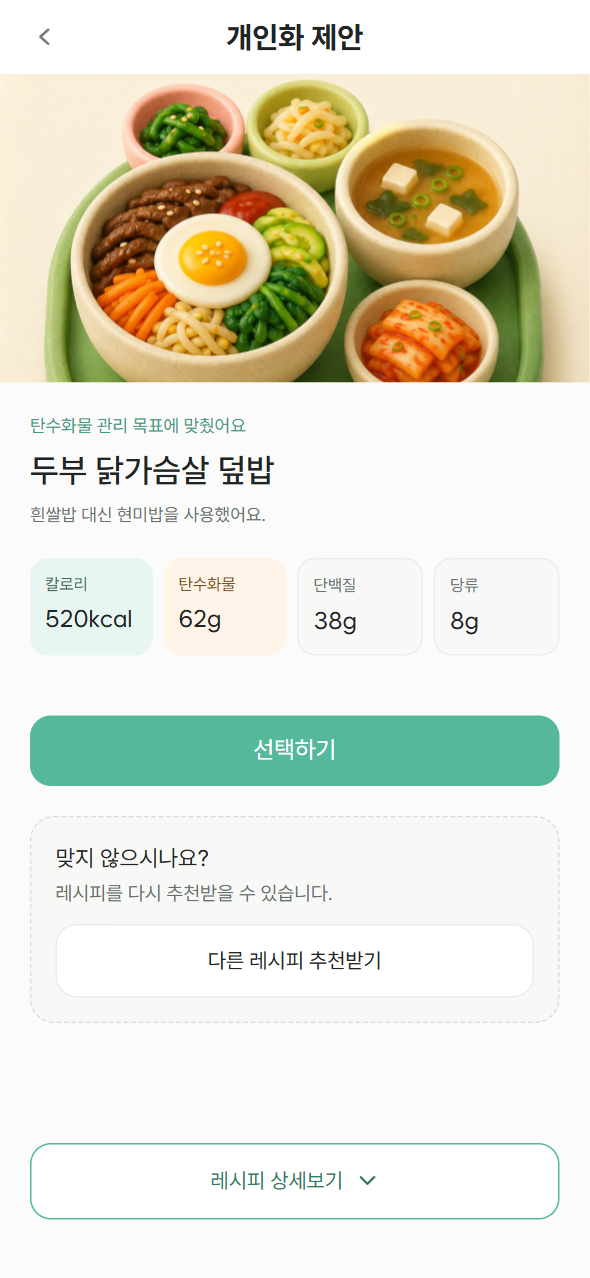 개인화 제안
탄수화물 관리 목표에 맞췄어요
두부 닭가슴살 덮밥
흰쌀밥 대신 현미밥을 사용했어요.
칼로리 탄수화물 단백질 당류
520kcal 62g 38g 8g
선택하기
맞지 않으시나요?
레시피를 다시 추천받을 수 있습니다.
다른 레시피 추천받기
레시피 상세보기